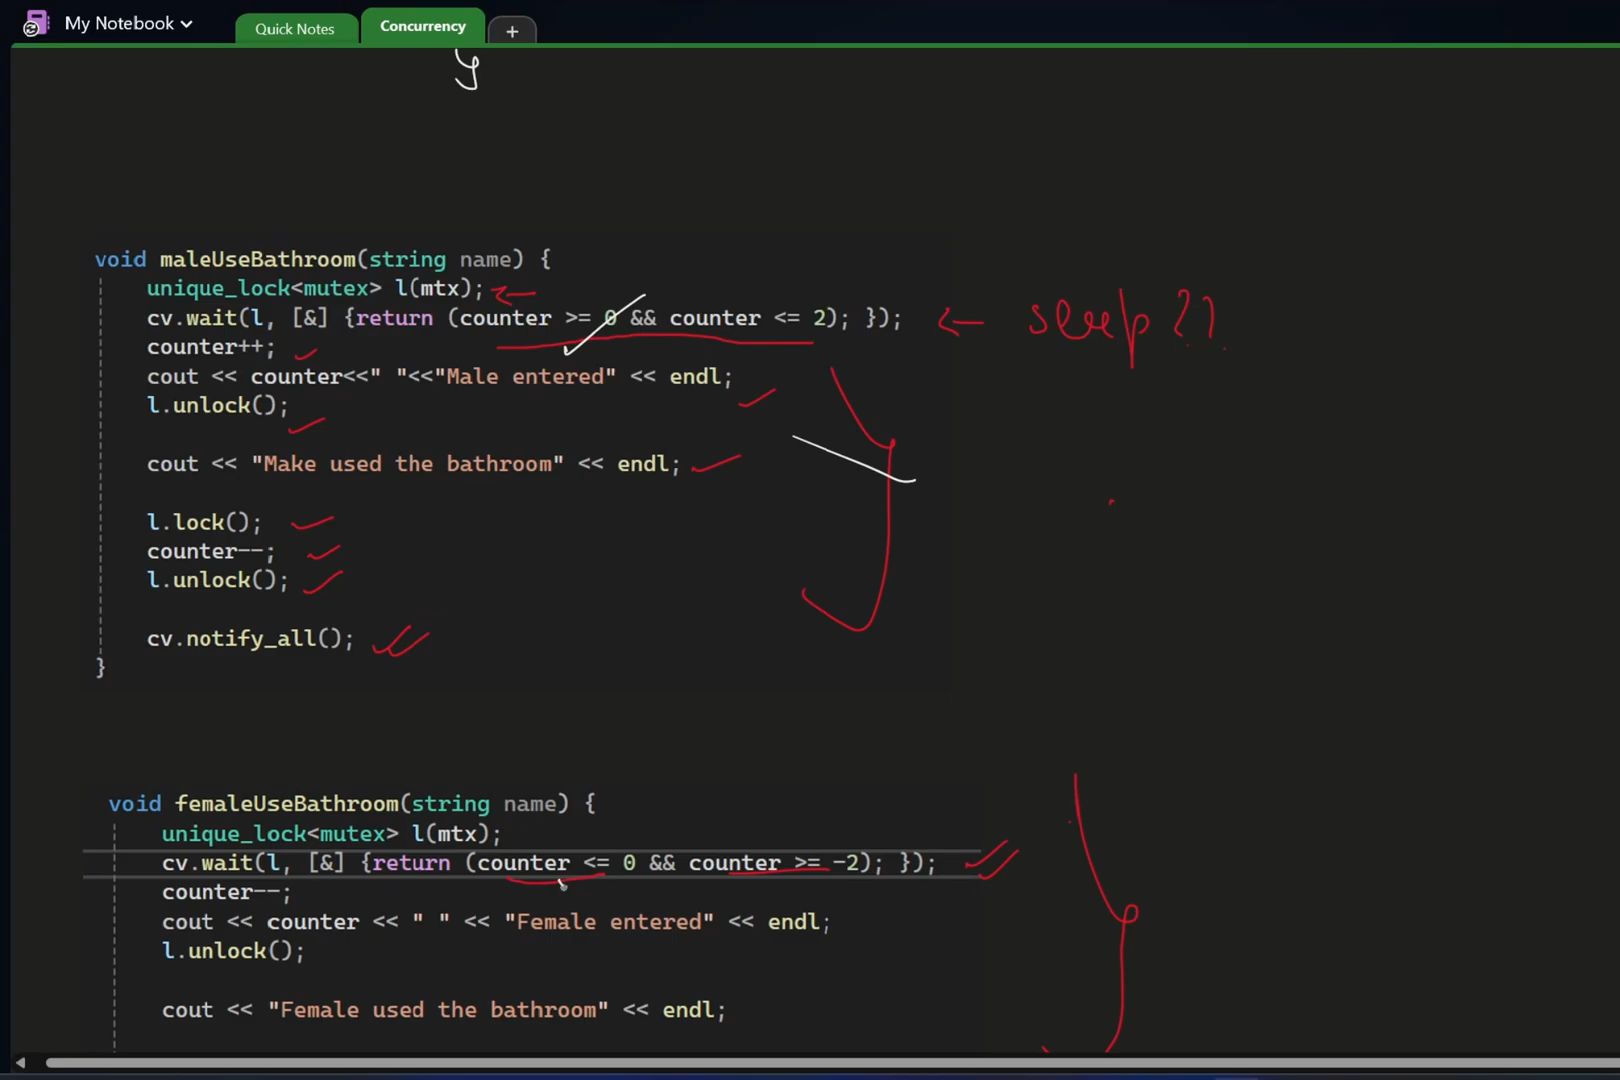 My Notebook
Quick Notes
Concurrency
+
void maleUseBathroom(string name) {
unique_lock<mutex> l(mtx);
cv.wait(l, [&] {return (counter >= 0 && counter <= 2); });
sleep??
counter++;
cout << counter<<" "<<"Male entered" << endl;
l.unlock();
cout << "Make used the bathroom" << endl;
l.lock();
counter--;
l.unlock();
cv.notify_all();
}
void femaleUseBathroom(string name) {
unique_lock<mutex> l(mtx);
cv.wait(l, [&] {return (counter <= 0 && counter >= -2); });
counter--;
cout << counter << " " << "Female entered" << endl;
l.unlock();
cout << "Female used the bathroom" << endl;